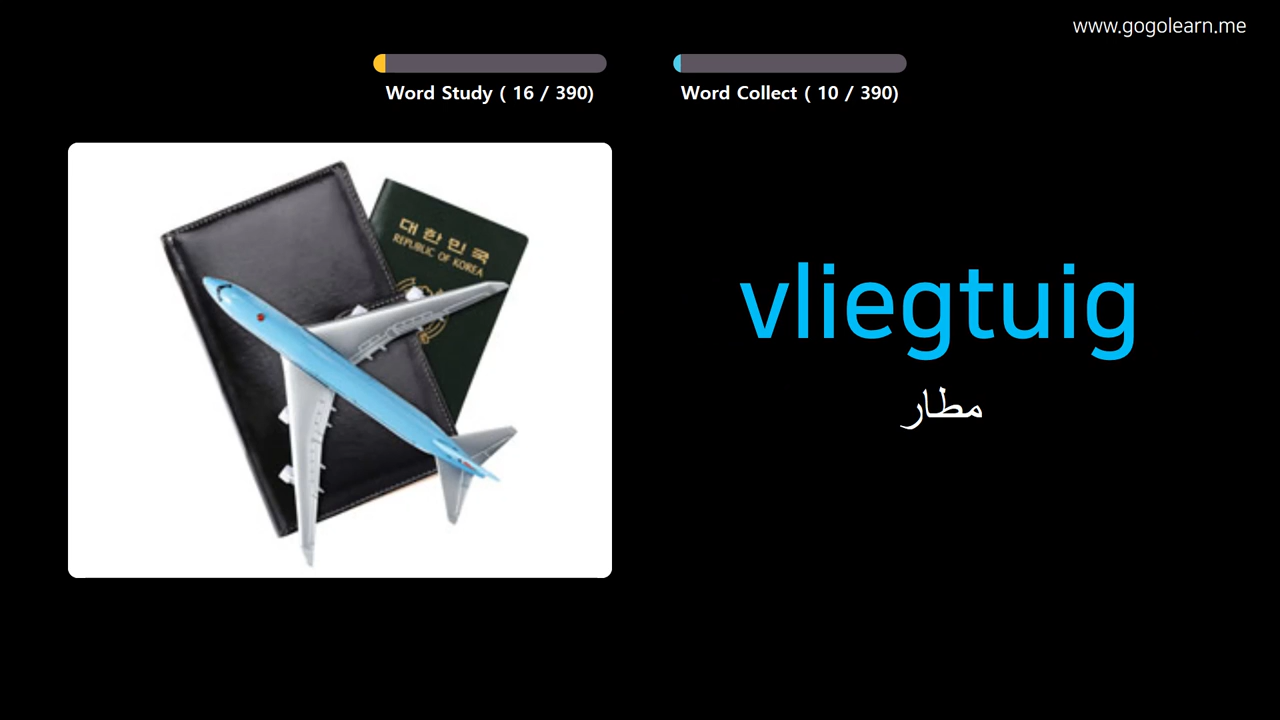 www.gogolearn.me
Word Study ( 16 / 390)
Word Collect ( 10 / 390)
대한민국
REPUBLIC OF KOREA
vliegtuig
مطار